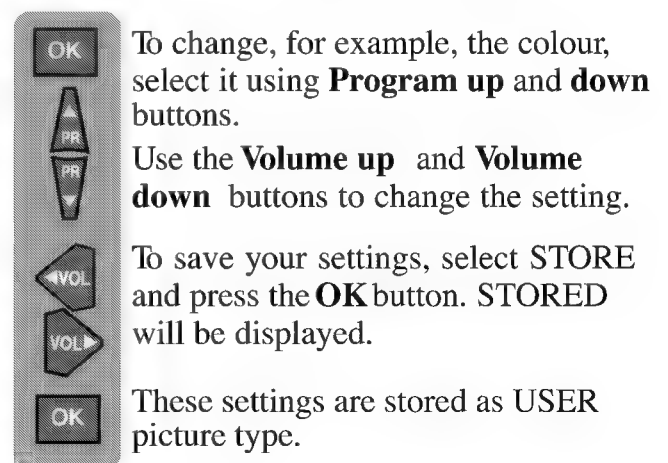 OK
PR
PR
VOL
VOL
OK
To change, for example, the colour,
select it using Program up and down
buttons.
Use the Volume up and Volume
down buttons to change the setting.
To save your settings, select STORE
and press the OK button. STORED
will be displayed.
These settings are stored as USER
picture type.